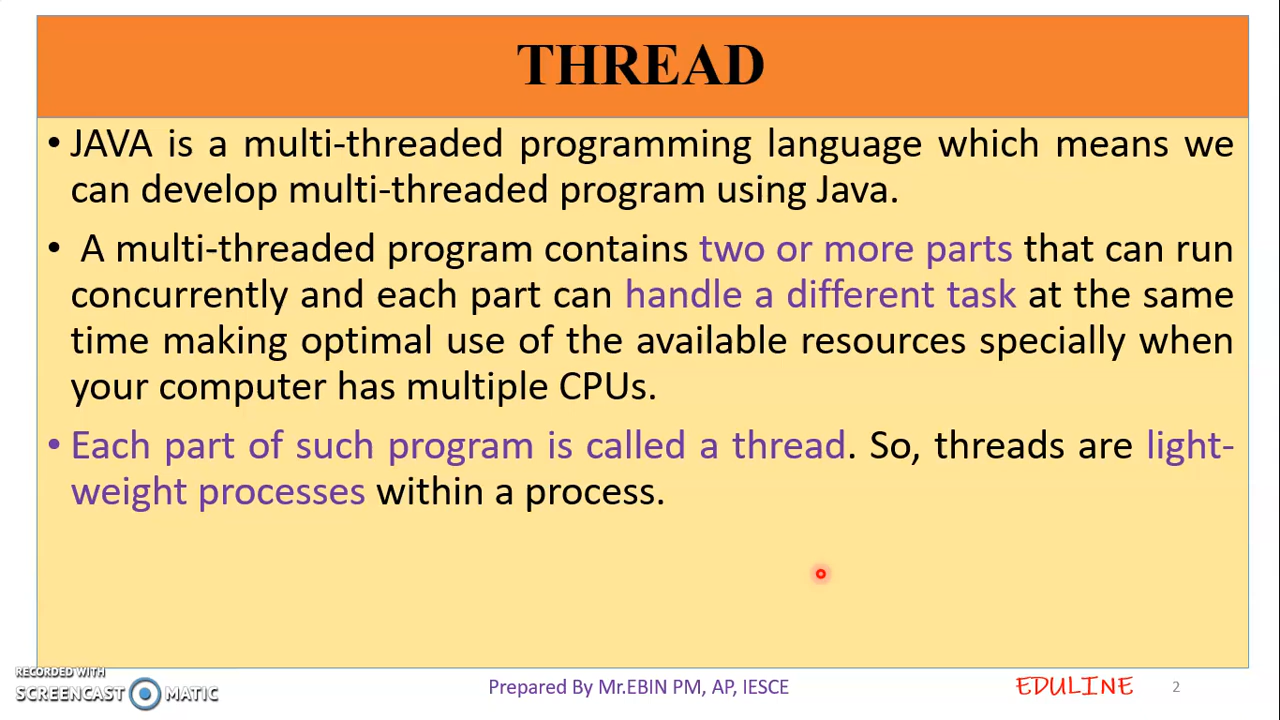 THREAD
• JAVA is a multi-threaded programming language which means we
can develop multi-threaded program using Java.
• A multi-threaded program contains two or more parts that can run
concurrently and each part can handle a different task at the same
time making optimal use of the available resources specially when
your computer has multiple CPUs.
• Each part of such program is called a thread. So, threads are light-
weight processes within a process.
RECORDED WITH
SCREENCAST MATIC
Prepared By Mr.EBIN PM, AP, IESCE
EDULINE
2